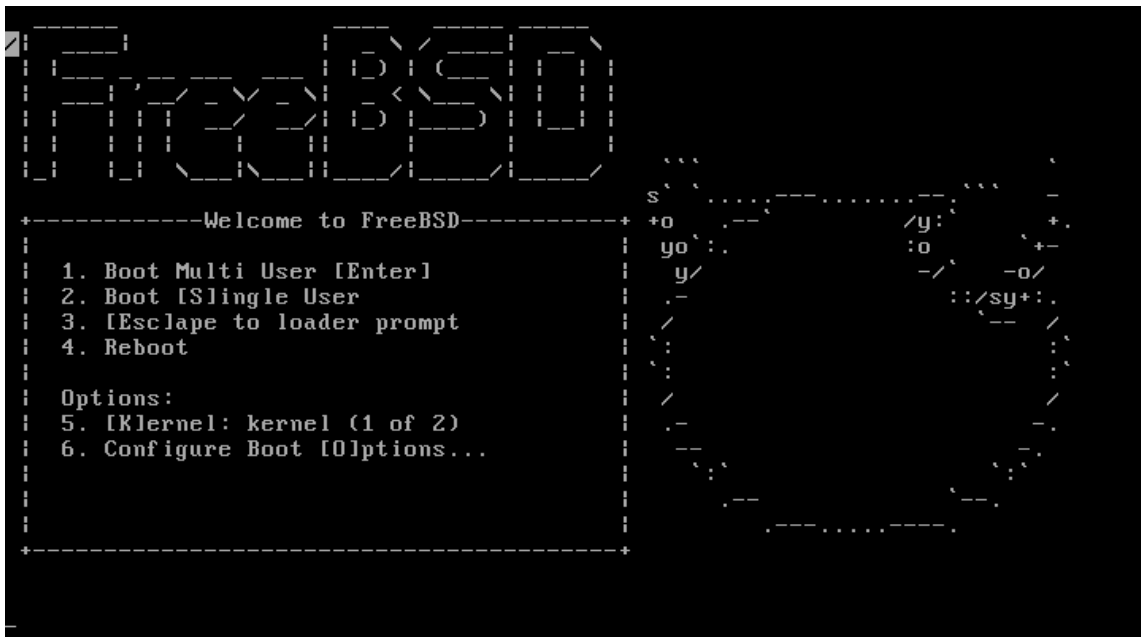 FreeBSD
Welcome to FreeBSD
1. Boot Multi User [Enter]
2. Boot [S]ingle User
3. [Esc]ape to loader prompt
4. Reboot
Options:
5. [K]ernel: kernel (1 of 2)
6. Configure Boot [O]ptions...